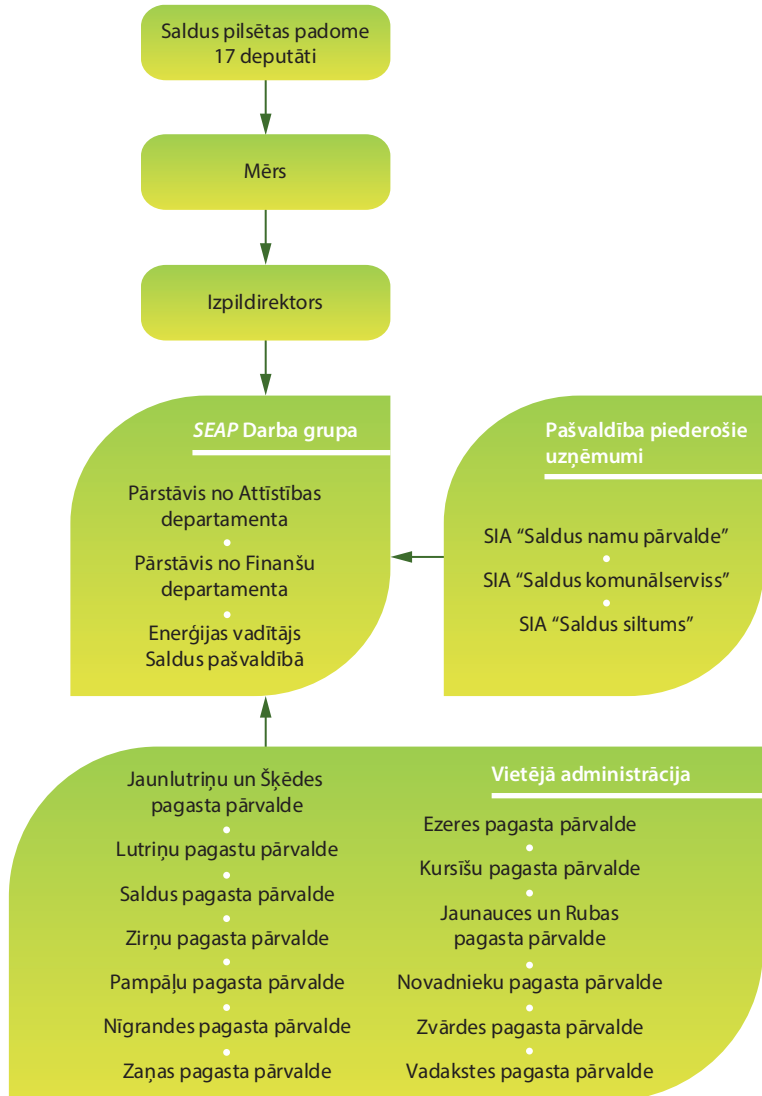 Saldus pilsētas padome
17 deputāti
Mērs
Izpildirektors
SEAP Darba grupa
Pārstāvis no Attīstības
departamenta
Pārstāvis no Finanšu
departamenta
Enerģijas vadītājs
Saldus pašvaldībā
Pašvaldība piederošie
uzņēmumi
SIA “Saldus namu pārvalde”
SIA “Saldus komunālserviss”
SIA “Saldus siltums”
Vietējā administrācija
Jaunlutriņu un Šķēdes
pagasta pārvalde
Lutriņu pagastu pārvalde
Saldus pagasta pārvalde
Zirņu pagasta pārvalde
Pampāļu pagasta pārvalde
Nīgrandes pagasta pārvalde
Zaņas pagasta pārvalde
Ezeres pagasta pārvalde
Kursīšu pagasta pārvalde
Jaunauces un Rubas
pagasta pārvalde
Novadnieku pagasta pārvalde
Zvārdes pagasta pārvalde
Vadakstes pagasta pārvalde